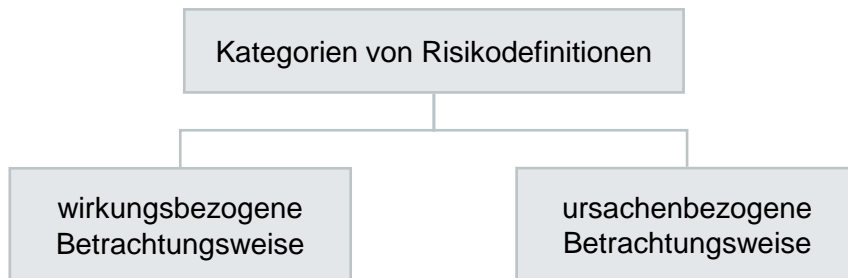 Kategorien von Risikodefinitionen
wirkungsbezogene
Betrachtungsweise
ursachenbezogene
Betrachtungsweise